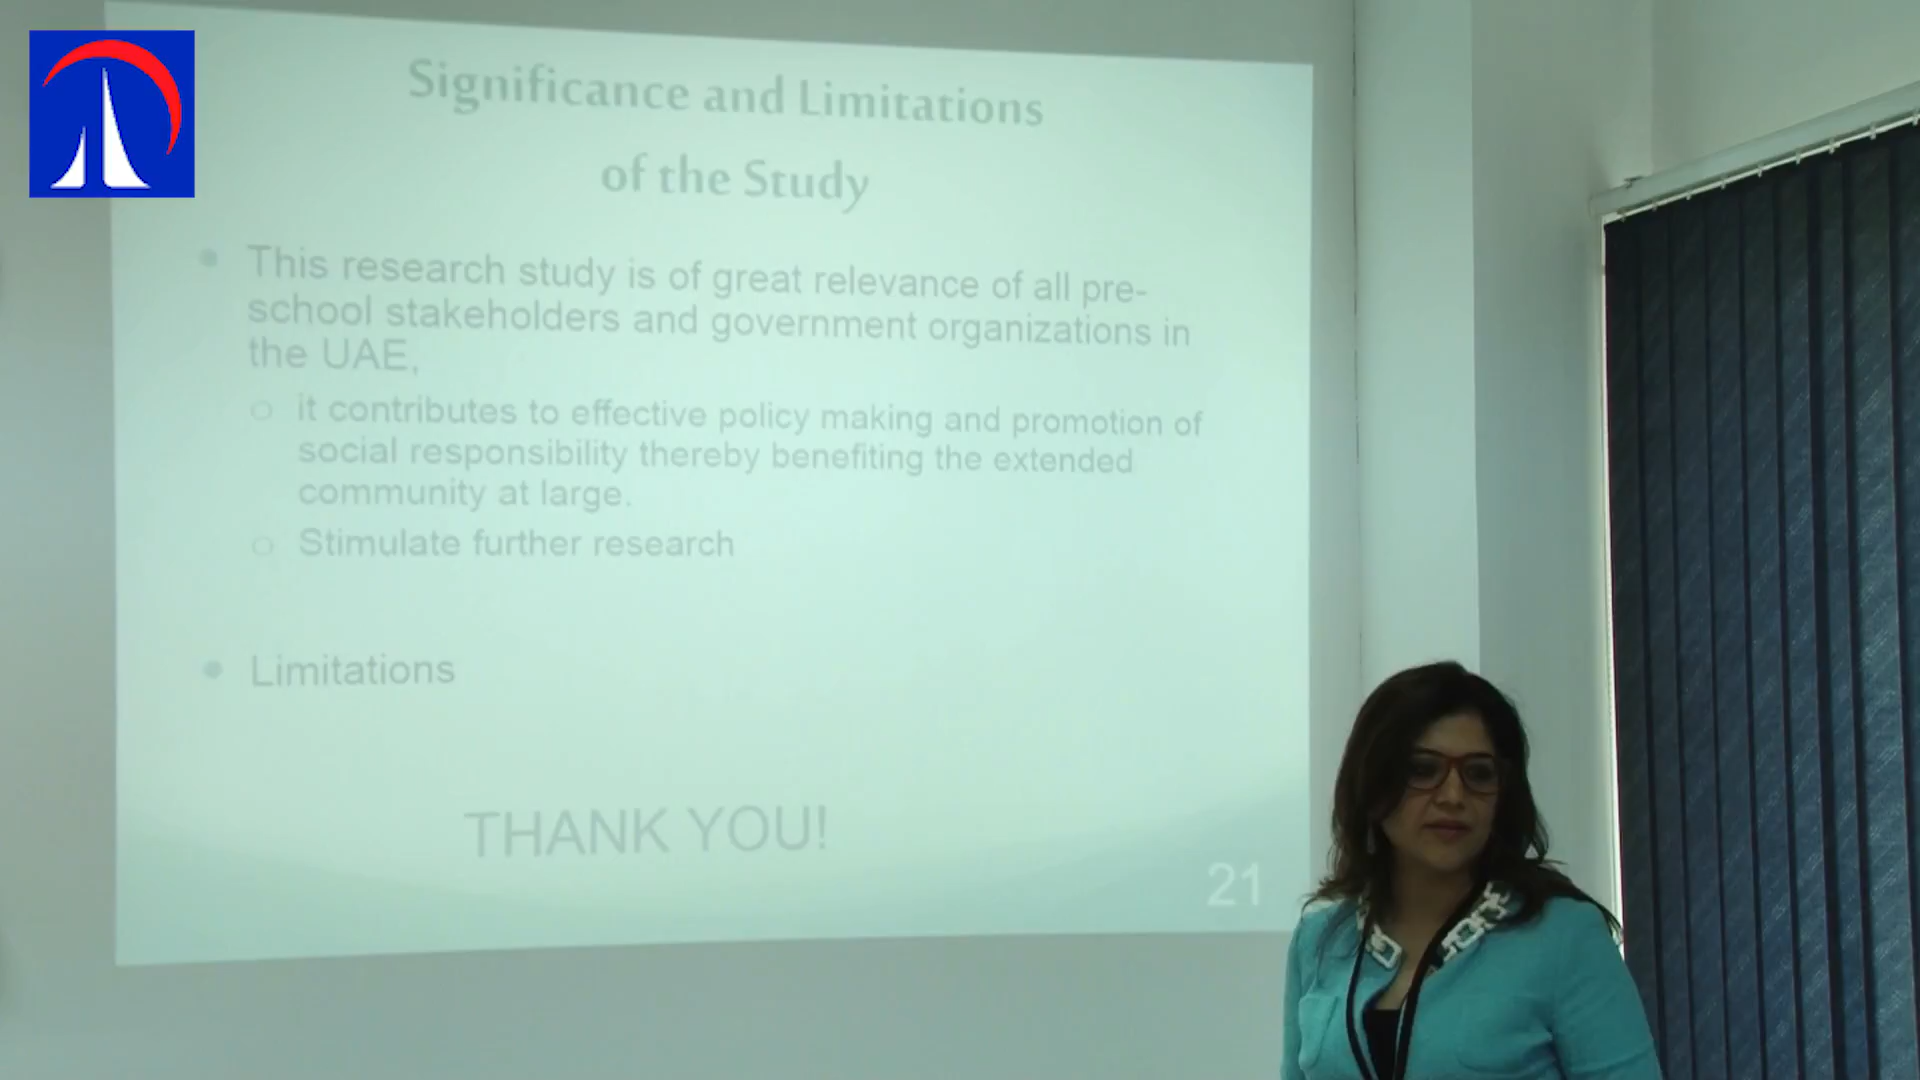 Significance and Limitations
of the Study
This research study is of great relevance of all pre-
school stakeholders and government organizations in
the UAE,
it contributes to effective policy making and promotion of
social responsibility thereby benefiting the extended
community at large.
Stimulate further research
Limitations
THANK YOU!
21